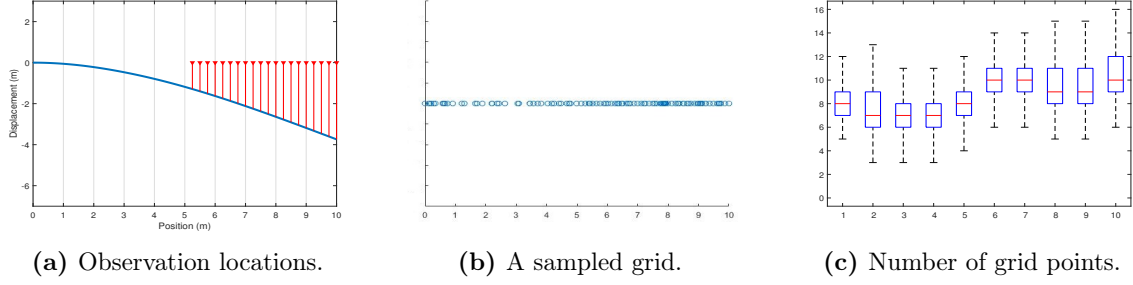 2
0
-2
-4
-6
Displacement (m)
0 1 2 3 4 5 6 7 8 9 10
Position (m)
(a) Observation locations.
0 1 2 3 4 5 6 7 8 9 10
(b) A sampled grid.
16
14
12
10
8
6
4
2
0
1 2 3 4 5 6 7 8 9 10
(c) Number of grid points.